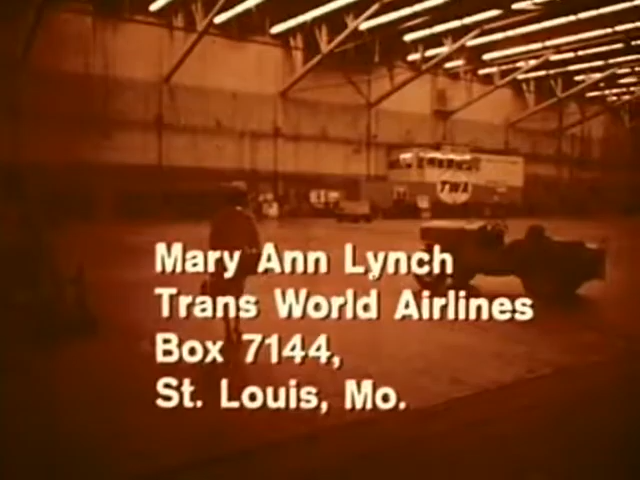 TWA
Mary Ann Lynch
Trans World Airlines
Box 7144,
St. Louis, Mo.